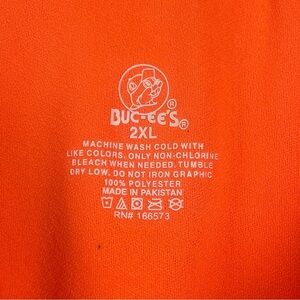 BUC-EE'S®
2XL
MACHINE WASH COLD WITH
LIKE COLORS. ONLY NON-CHLORINE
BLEACH WHEN NEEDED. TUMBLE
DRY LOW. DO NOT IRON GRAPHIC
100% POLYESTER
MADE IN PAKISTAN
RN# 166573